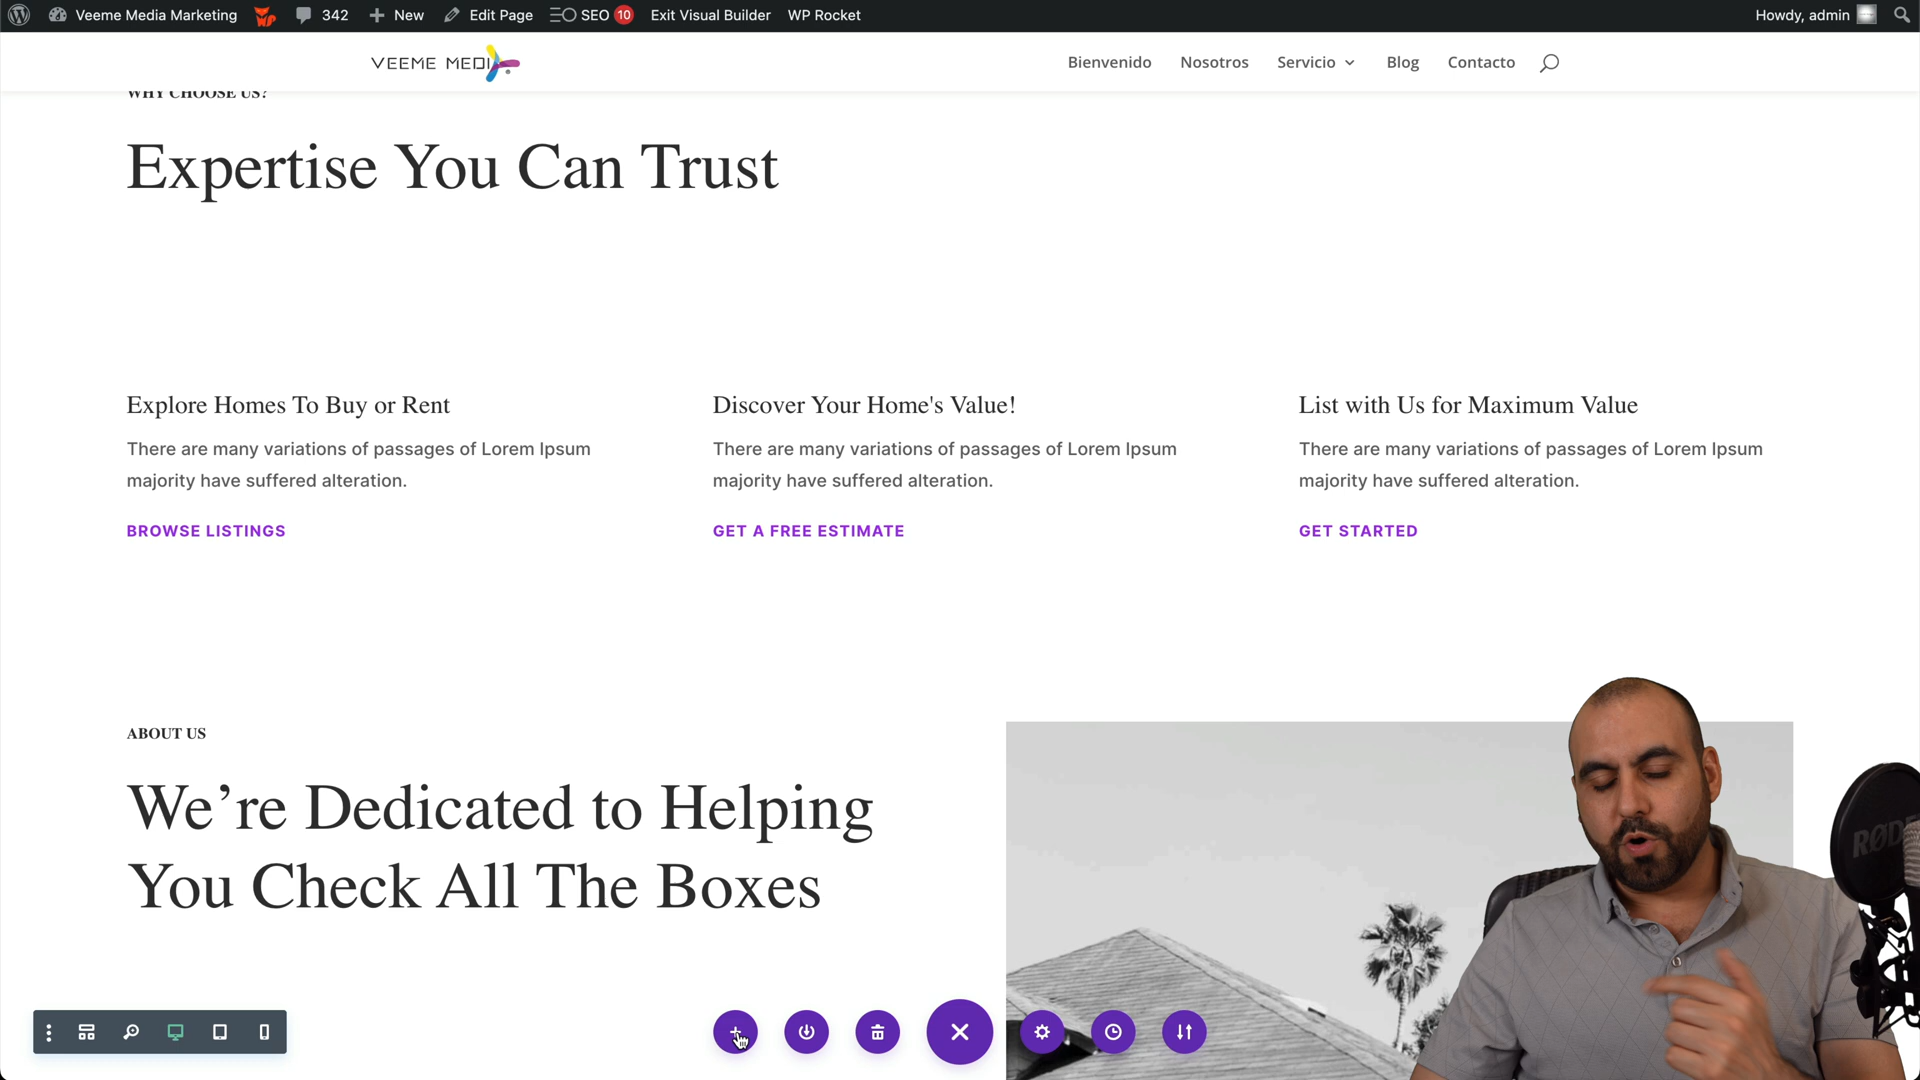 Veeme Media Marketing 342 New Edit Page SEO 10 Exit Visual Builder WP Rocket Howdy, admin
VEEME MEDI Bienvenido Nosotros Servicio Blog Contacto
WHY CHOOSE US?
Expertise You Can Trust
Explore Homes To Buy or Rent
There are many variations of passages of Lorem Ipsum
majority have suffered alteration.
BROWSE LISTINGS
Discover Your Home's Value!
There are many variations of passages of Lorem Ipsum
majority have suffered alteration.
GET A FREE ESTIMATE
List with Us for Maximum Value
There are many variations of passages of Lorem Ipsum
majority have suffered alteration.
GET STARTED
ABOUT US
We’re Dedicated to Helping
You Check All The Boxes
RØDE